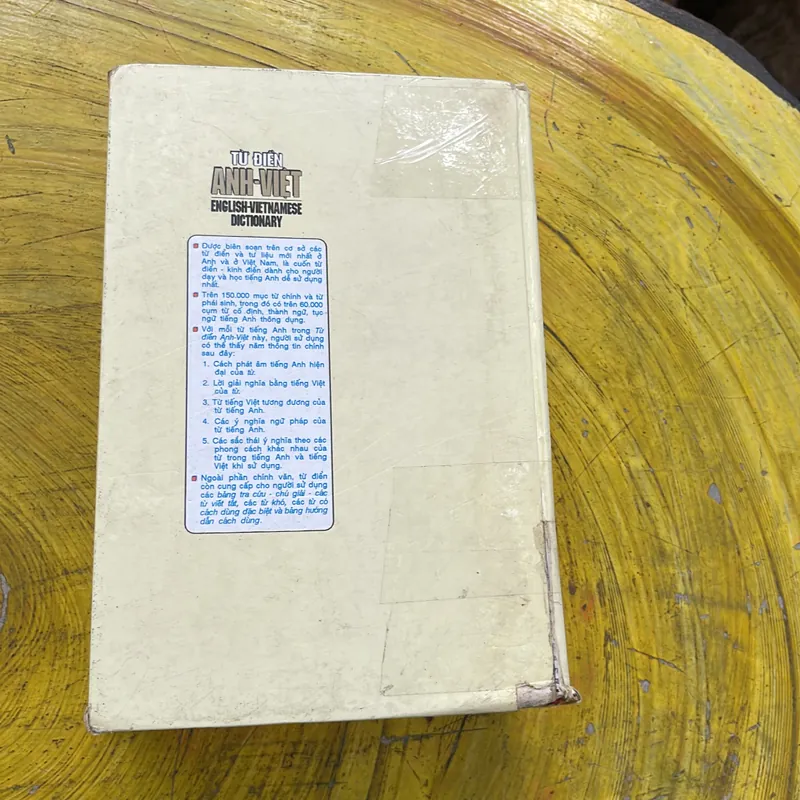 TỪ ĐIỂN
ANH-VIỆT
ENGLISH-VIETNAMESE
DICTIONARY
Được biên soạn trên cơ sở các
từ điển và tư liệu mới nhất ở
Anh và ở Việt Nam, là cuốn từ
điển - kinh điển dành cho người
dạy và học tiếng Anh dễ sử dụng
nhất.
Trên 150.000 mục từ chính và từ
phái sinh, trong đó có trên 60.000
cụm từ cố định, thành ngữ, tục
ngữ tiếng Anh thông dụng.
Với mỗi từ tiếng Anh trong Từ
điển Anh-Việt này, người sử dụng
có thể thấy năm thông tin chính
sau đây:
1. Cách phát âm tiếng Anh hiện
đại của từ.
2. Lời giải nghĩa bằng tiếng Việt
của từ.
3. Từ tiếng Việt tương đương của
từ tiếng Anh.
4. Các ý nghĩa ngữ pháp của
từ tiếng Anh.
5. Các sắc thái ý nghĩa theo các
phong cách khác nhau của
từ trong tiếng Anh và tiếng
Việt khi sử dụng.
Ngoài phần chính văn, từ điển
còn cung cấp cho người sử dụng
các bảng tra cứu - chú giải - các
từ viết tắt, các từ khó, các từ có
cách dùng đặc biệt và bảng hướng
dẫn cách dùng.